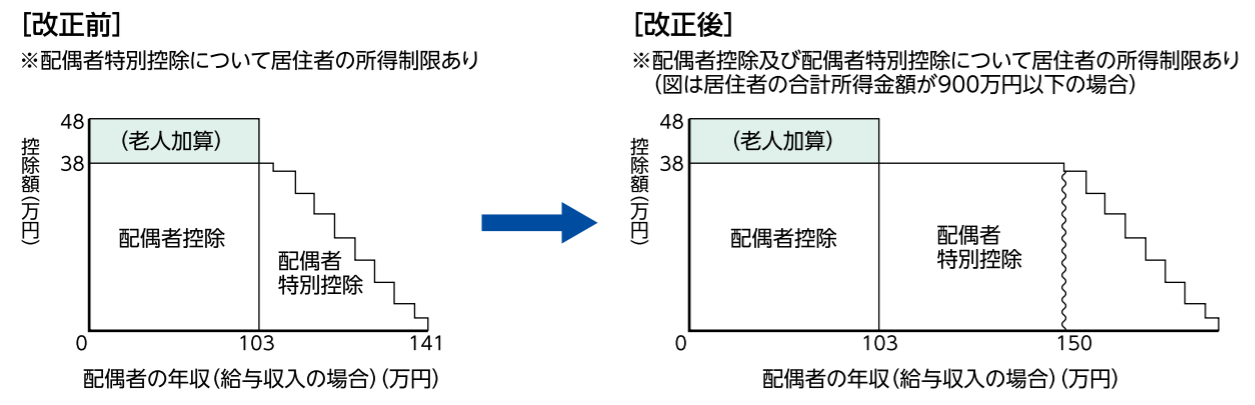 [改正前]
※配偶者特別控除について居住者の所得制限あり
控除額(万円)
48
38
(老人加算)
配偶者控除
配偶者
特別控除
0
103
141
配偶者の年収(給与収入の場合)(万円)
[改正後]
※配偶者控除及び配偶者特別控除について居住者の所得制限あり
(図は居住者の合計所得金額が900万円以下の場合)
控除額(万円)
48
38
(老人加算)
配偶者控除
配偶者
特別控除
0
103
150
配偶者の年収(給与収入の場合)(万円)